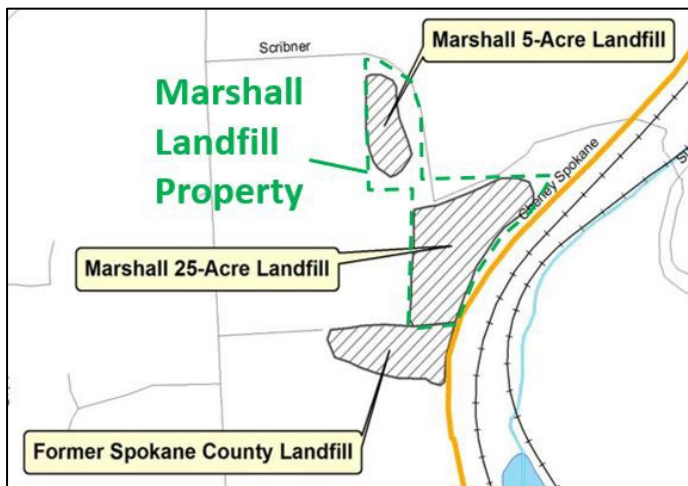 Scribner
Marshall 5-Acre Landfill
Marshall
Landfill
Property
Cheney Spokane
Marshall 25-Acre Landfill
Former Spokane County Landfill